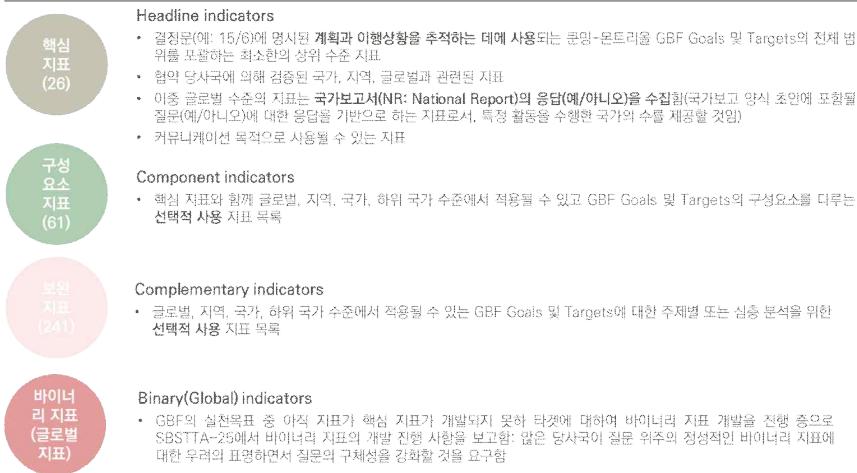 핵심
지표
(26)
Headline indicators
• 결정문(예: 15/6)에 명시된 계획과 이행상황을 추적하는 데에 사용되는 쿤밍-몬트리올 GBF Goals 및 Targets의 전체 범
위를 포괄하는 최소한의 상위 수준 지표
• 협약 당사국에 의해 검증된 국가, 지역, 글로벌과 관련된 지표
• 이중 글로벌 수준의 지표는 국가보고서(NR: National Report)의 응답(예/아니오)을 수집함(국가보고 양식 초안에 포함될
질문(예/아니오)에 대한 응답을 기반으로 하는 지표로서, 특정 활동을 수행한 국가의 수를 제공할 것임)
• 커뮤니케이션 목적으로 사용될 수 있는 지표
구성
요소
지표
(61)
Component indicators
• 핵심 지표와 함께 글로벌, 지역, 국가, 하위 국가 수준에서 적용될 수 있고 GBF Goals 및 Targets의 구성요소를 다루는
선택적 사용 지표 목록
보완
지표
(241)
Complementary indicators
• 글로벌, 지역, 국가, 하위 국가 수준에서 적용될 수 있는 GBF Goals 및 Targets에 대한 주제별 또는 심층 분석을 위한
선택적 사용 지표 목록
바이너
리 지표
(글로벌
지표)
Binary(Global) indicators
• GBF의 실천목표 중 아직 지표가 핵심 지표가 개발되지 못하 타겟에 대하여 바이너리 지표 개발을 진행 중으로
SBSTTA-25에서 바이너리 지표의 개발 진행 사항을 보고함: 많은 당사국이 질문 위주의 정성적인 바이너리 지표에
대한 우려의 표명하면서 질문의 구체성을 강화할 것을 요구함